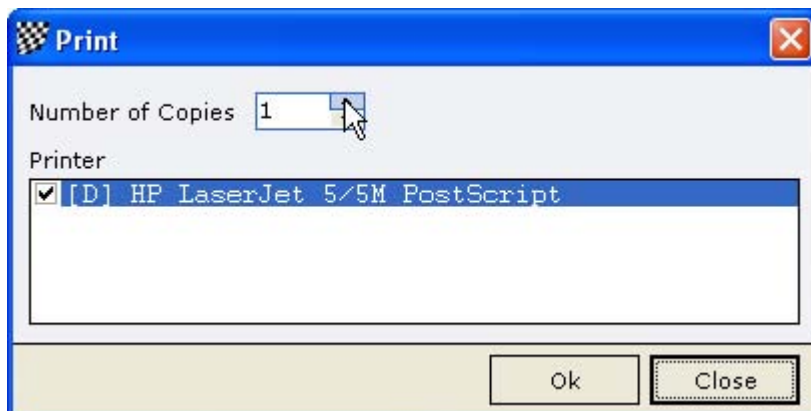 Print
Number of Copies 1
Printer
[D] HP LaserJet 5/5M PostScript
Ok Close